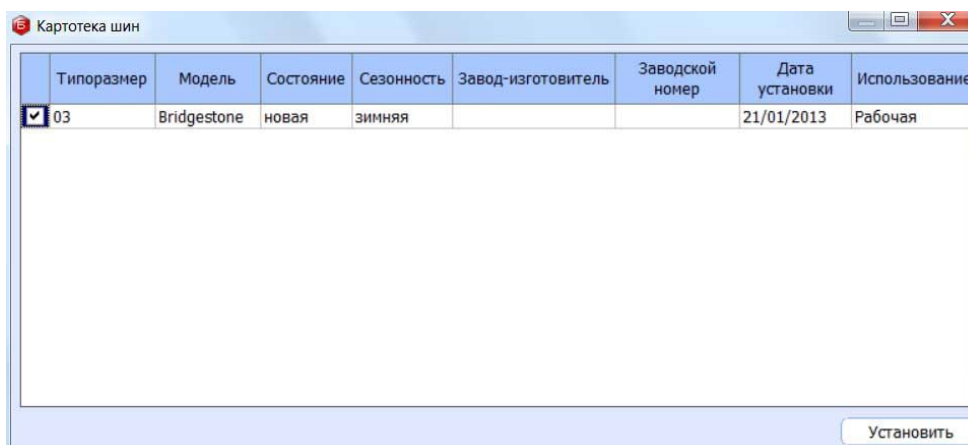 Картотека шин
Типоразмер Модель Состояние Сезонность Завод-изготовитель Заводской номер Дата установки Использование
03 Bridgestone новая зимняя 21/01/2013 Рабочая
Установить